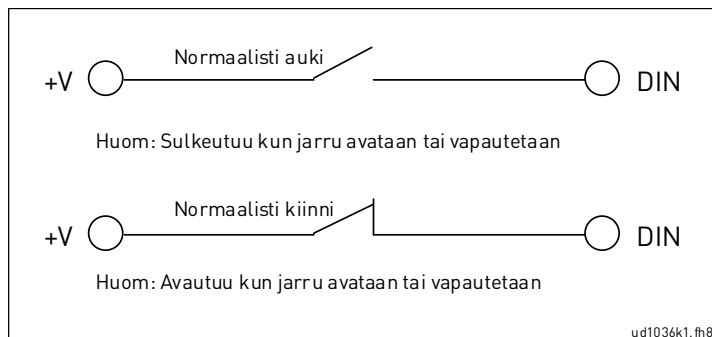 Normaalisti auki
+V DIN
Huom: Sulkeutuu kun jarru avataan tai vapautetaan
Normaalisti kiinni
+V DIN
Huom: Avautuu kun jarru avataan tai vapautetaan
ud1036k1.fh8